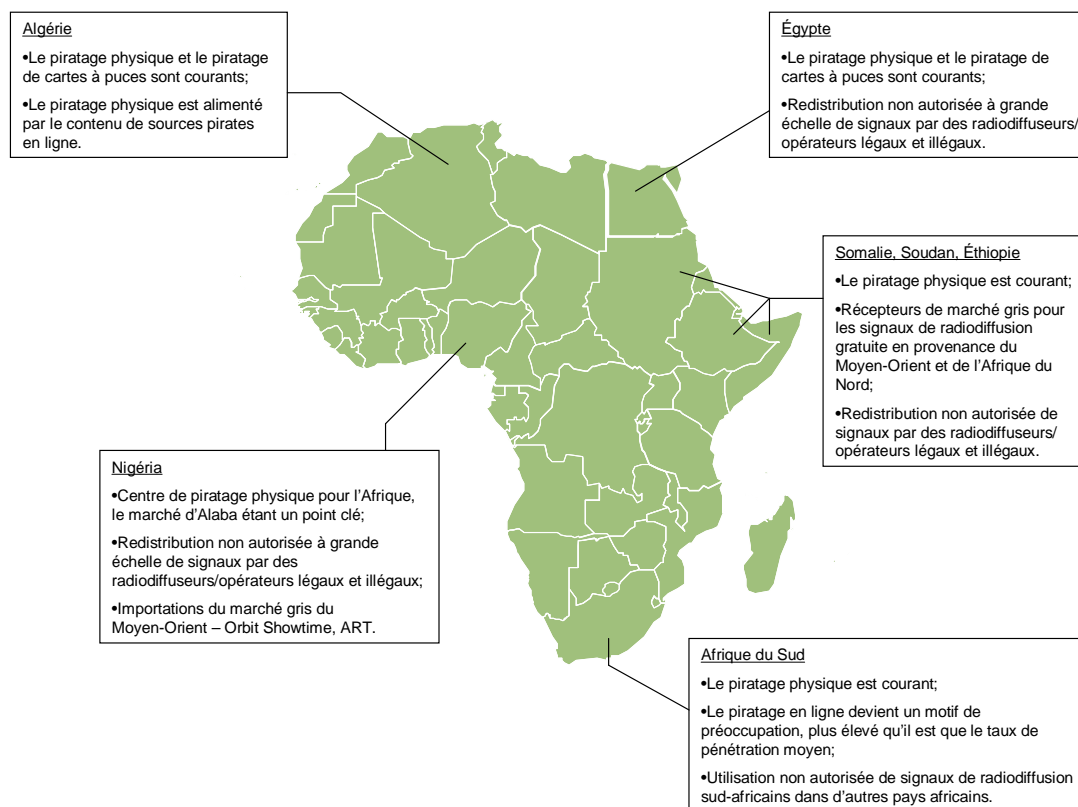 Algérie
•Le piratage physique et le piratage
de cartes à puces sont courants;
•Le piratage physique est alimenté
par le contenu de sources pirates
en ligne.
Égypte
•Le piratage physique et le piratage de
cartes à puces sont courants;
•Redistribution non autorisée à grande
échelle de signaux par des radiodiffuseurs/
opérateurs légaux et illégaux.
Somalie, Soudan, Éthiopie
•Le piratage physique est courant;
•Récepteurs de marché gris pour
les signaux de radiodiffusion
gratuite en provenance du
Moyen-Orient et de l'Afrique du
Nord;
•Redistribution non autorisée de
signaux par des radiodiffuseurs/
opérateurs légaux et illégaux.
Nigéria
•Centre de piratage physique pour l'Afrique,
le marché d'Alaba étant un point clé;
•Redistribution non autorisée à grande
échelle de signaux par des
radiodiffuseurs/opérateurs légaux et illégaux;
•Importations du marché gris du
Moyen-Orient – Orbit Showtime, ART.
Afrique du Sud
•Le piratage physique est courant;
•Le piratage en ligne devient un motif de
préoccupation, plus élevé qu'il est que le taux de
pénétration moyen;
•Utilisation non autorisée de signaux de radiodiffusion
sud-africains dans d'autres pays africains.